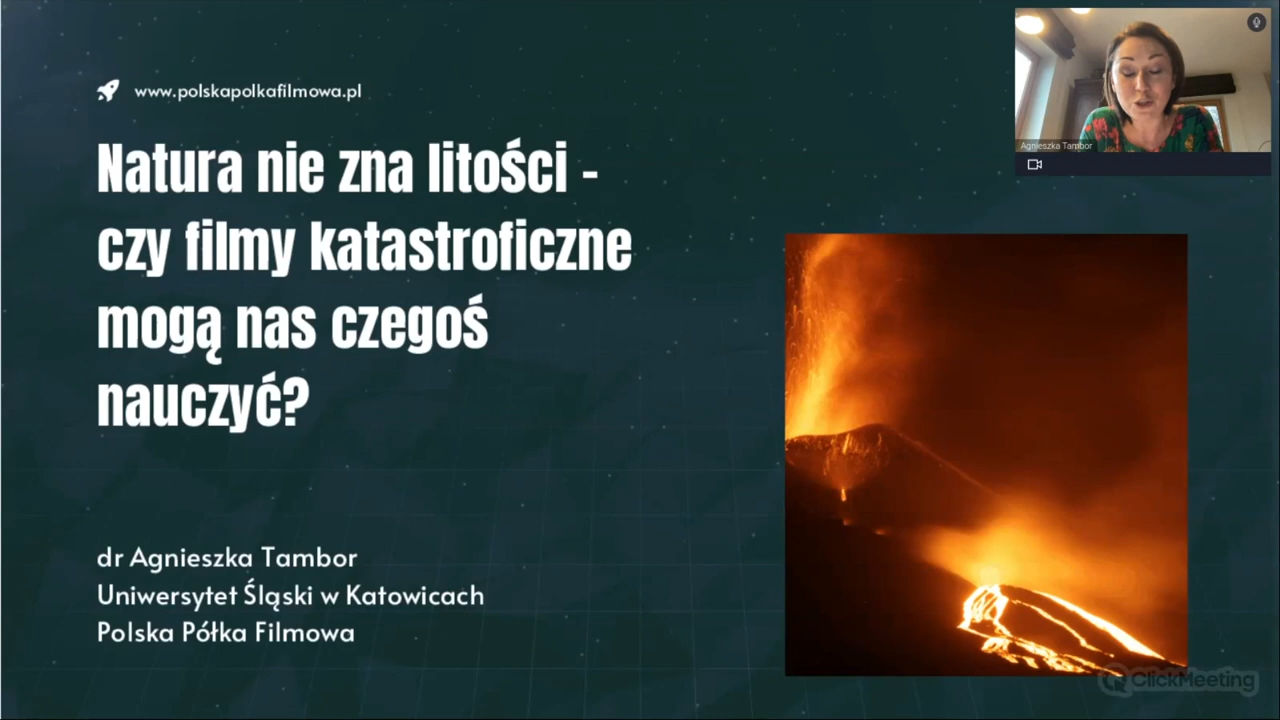 www.polskapolkafilmowa.pl
Natura nie zna litości -
czy filmy katastroficzne
mogą nas czegoś
nauczyć?
dr Agnieszka Tambor
Uniwersytet Śląski w Katowicach
Polska Półka Filmowa
Agnieszka Tambor
ClickMeeting